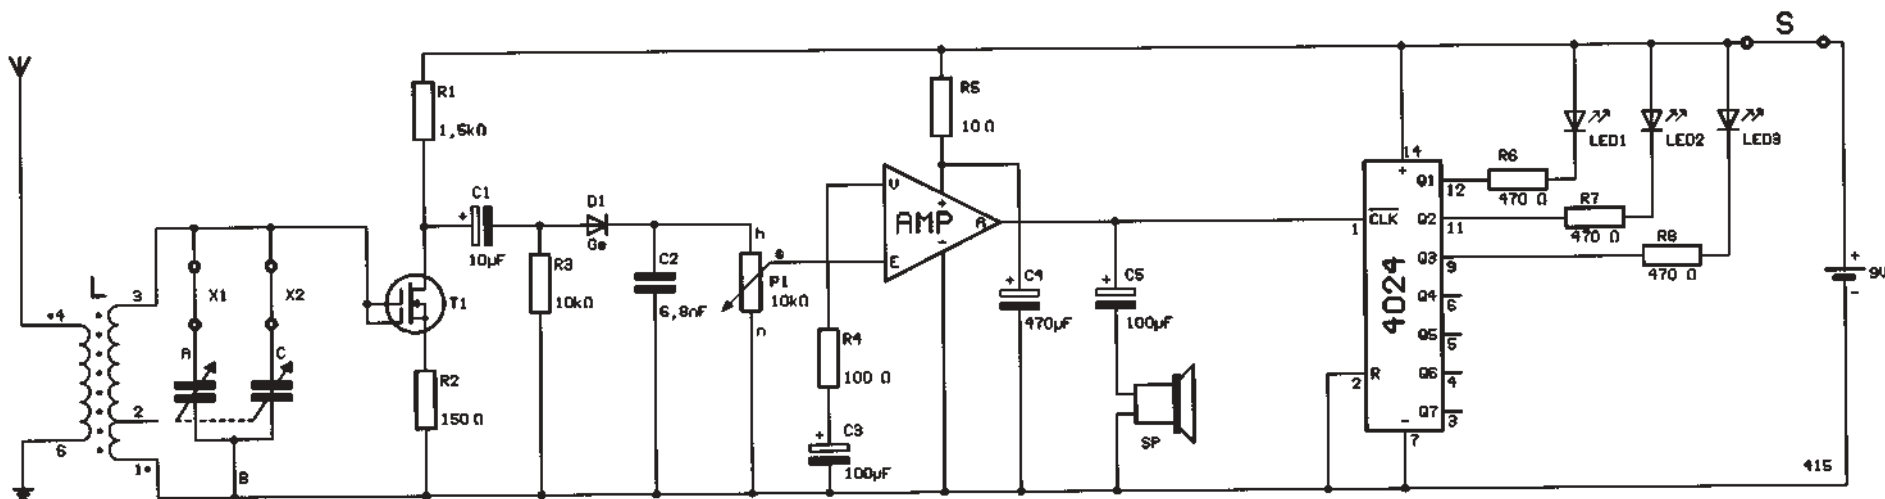 S
R1
1,5kΩ
R5
10 Ω
LED1
LED2
LED3
14
+
R6
470 Ω
Q1
12
C1
+
10µF
D1
Ge
h
V
+
AMP
A
-
E
CLK
1
Q2
11
R7
470 Ω
R8
470 Ω
Q3
9
+
9V
-
R3
10kΩ
C2
6,8nF
s
P1
10kΩ
n
C4
+
470µF
C5
+
100µF
4024
Q4
6
Q5
5
Q6
4
Q7
3
R
2
-
7
L
3
4
X1
X2
T1
A
C
R2
150Ω
R4
100 Ω
2
6
1
B
C3
+
100µF
SP
415